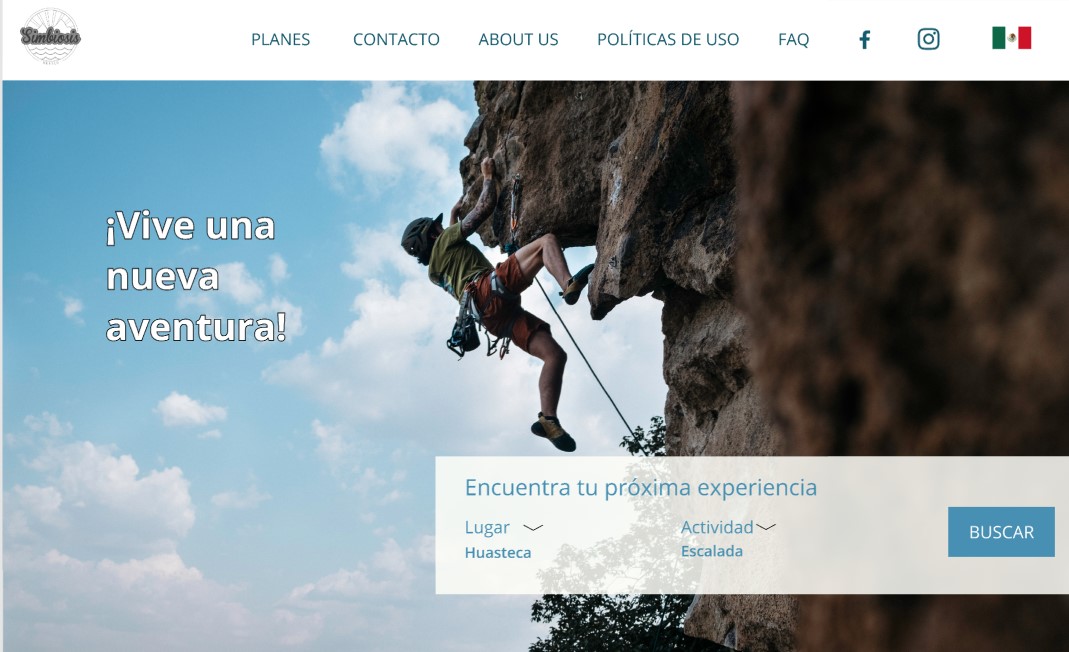 Simbiosis
PLANES
CONTACTO
ABOUT US
POLÍTICAS DE USO
FAQ
¡Vive una
nueva
aventura!
Encuentra tu próxima experiencia
Lugar
Actividad
Huasteca
Escalada
BUSCAR